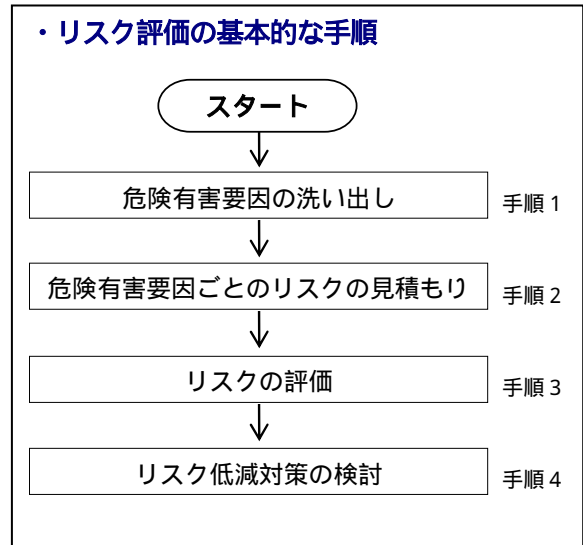 ・リスク評価の基本的な手順
スタート
危険有害要因の洗い出し
手順 1
危険有害要因ごとのリスクの見積もり
手順 2
リスクの評価
手順 3
リスク低減対策の検討
手順 4